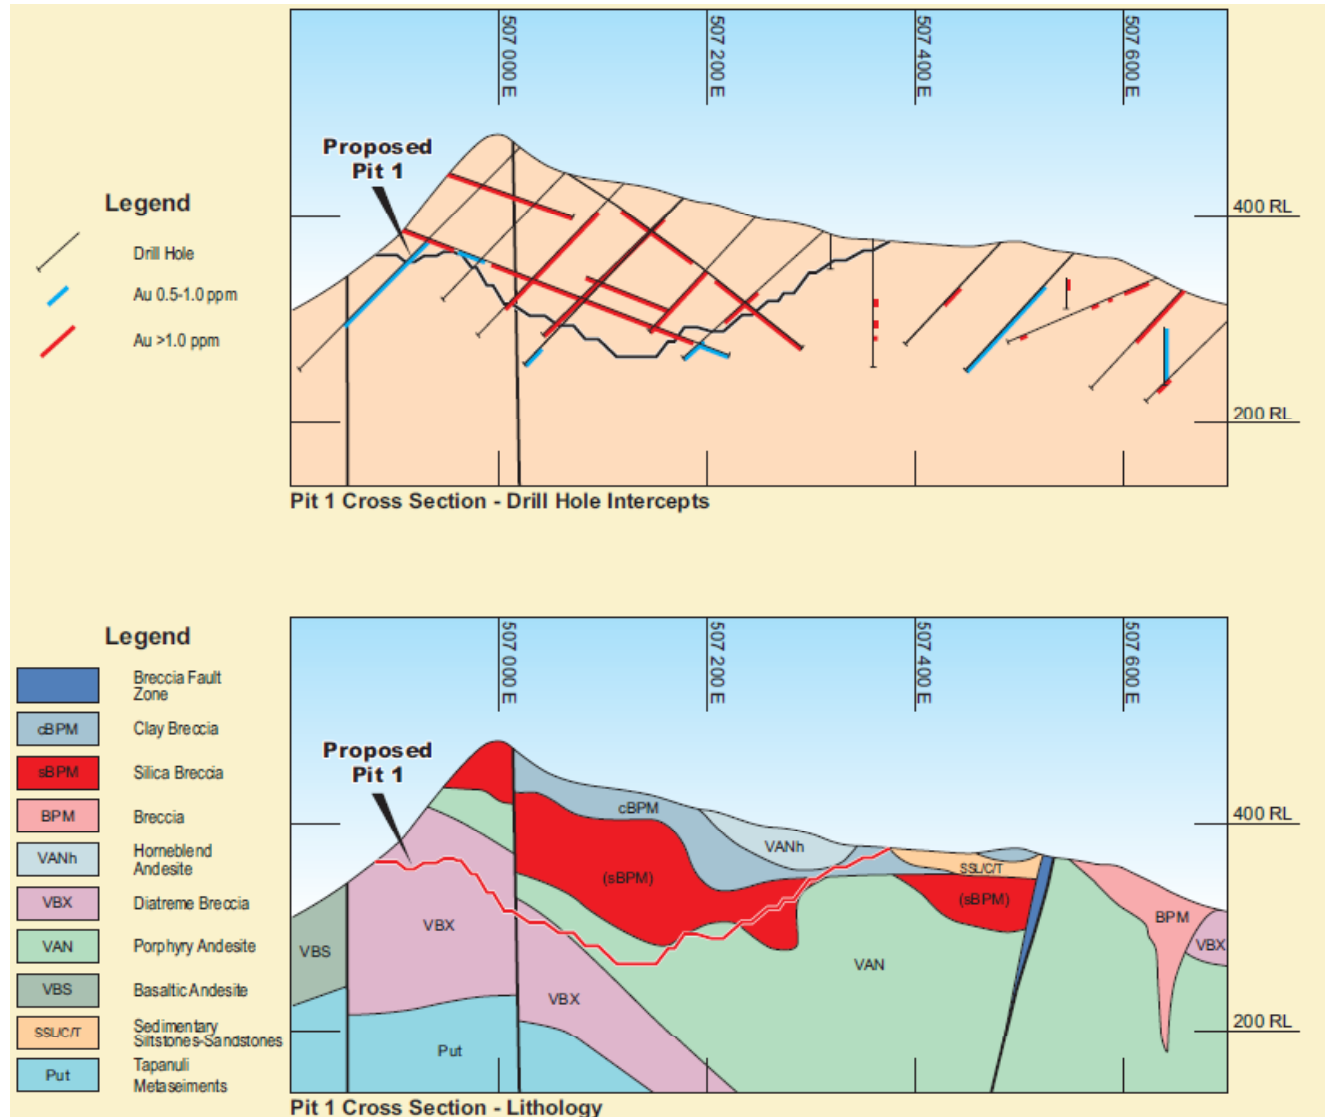 507 000 E
507 200 E
507 400 E
507 600 E
Proposed
Pit 1
Legend
Drill Hole
Au 0.5-1.0 ppm
Au >1.0 ppm
400 RL
200 RL
Pit 1 Cross Section - Drill Hole Intercepts
Legend
Breccia Fault
Zone
cBPM
Clay Breccia
sBPM
Silica Breccia
BPM
Breccia
VANh
Horneblend
Andesite
VBX
Diatreme Breccia
VAN
Porphyry Andesite
VBS
Basaltic Andesite
SSL/C/T
Sedimentary
Siltstones-Sandstones
Put
Tapanuli
Metaseiments
507 000 E
507 200 E
507 400 E
507 600 E
Proposed
Pit 1
400 RL
200 RL
cBPM
VANh
(sBPM)
SSL/C/T
(sBPM)
BPM
VBX
VBS
VBX
VAN
VBX
Put
Pit 1 Cross Section - Lithology